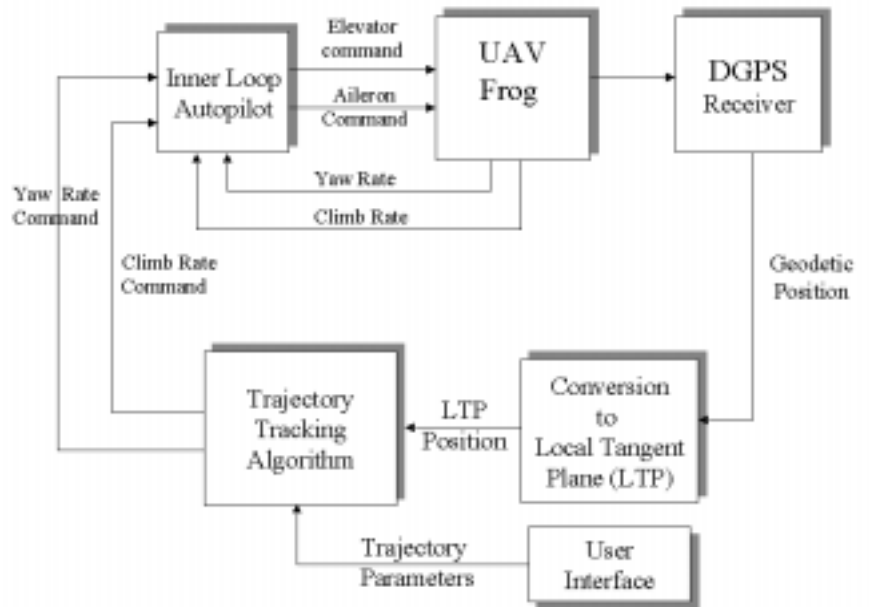 Elevator
command
Inner Loop
Autopilot
UAV
Frog
DGPS
Receiver
Aileron
Command
Yaw Rate
Climb Rate
Yaw Rate
Command
Climb Rate
Command
Geodetic
Position
Trajectory
Tracking
Algorithm
LTP
Position
Conversion
to
Local Tangent
Plane (LTP)
Trajectory
Parameters
User
Interface